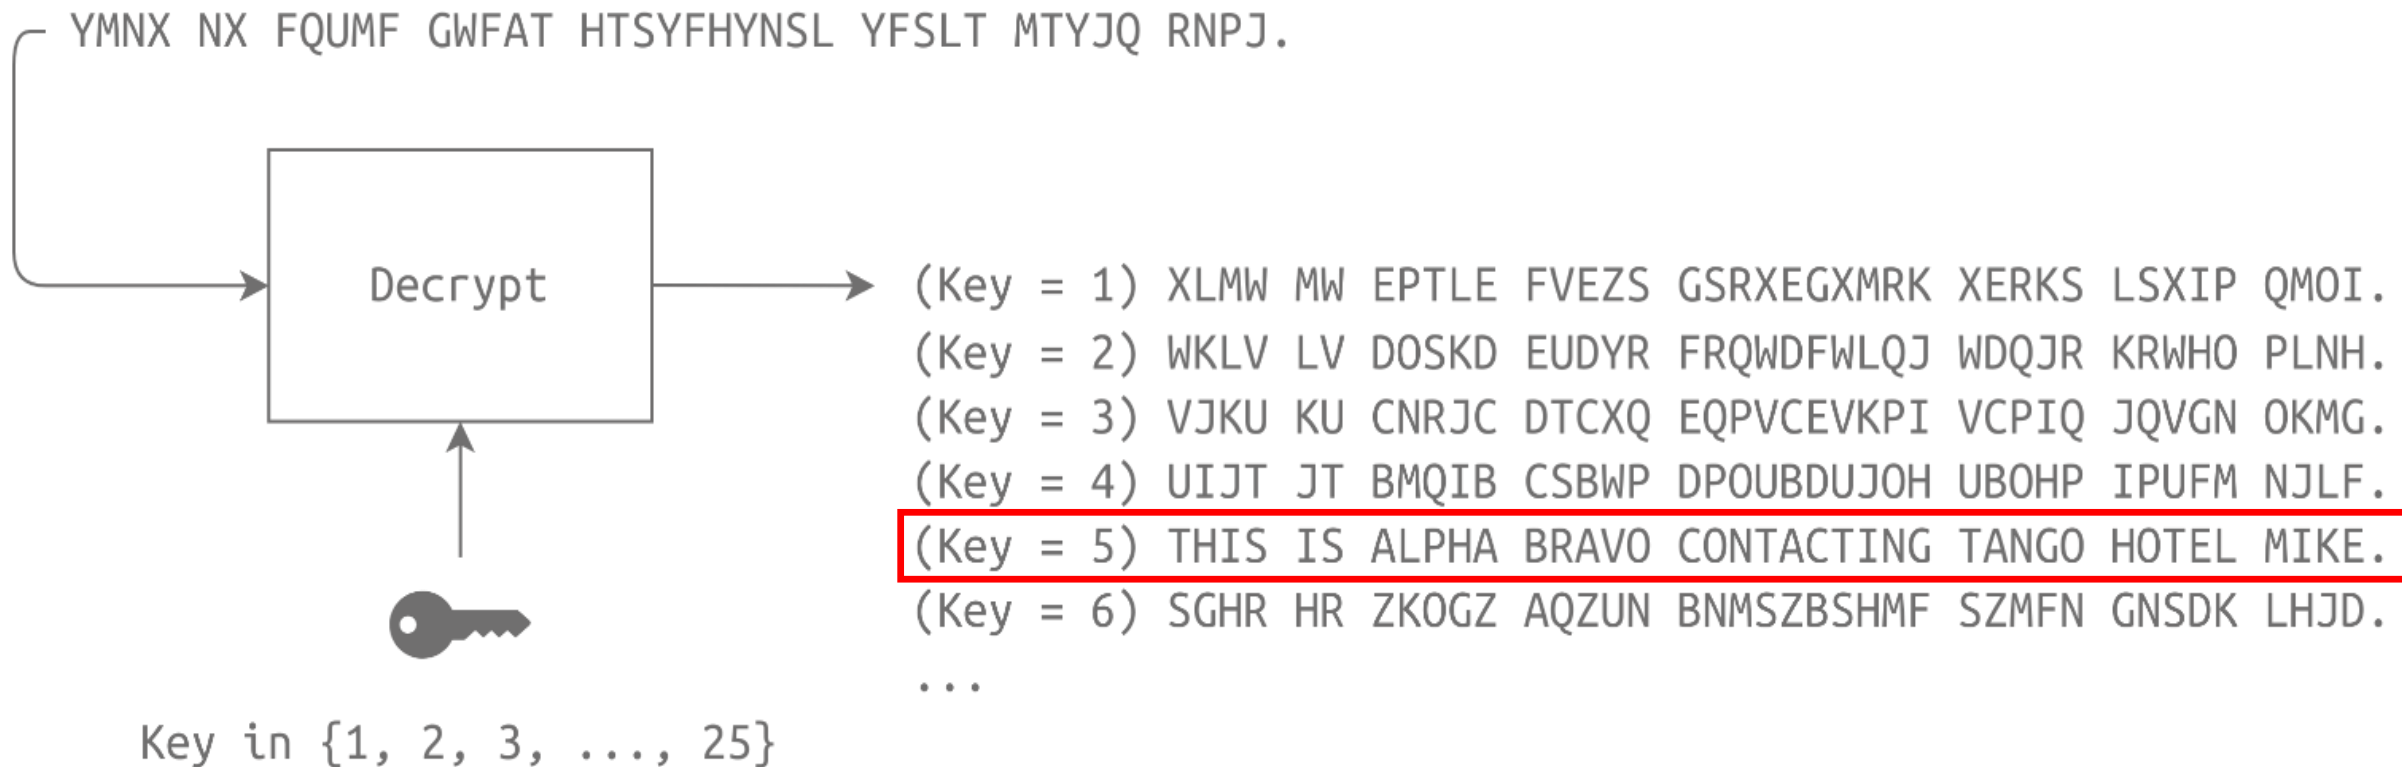 YMNX NX FQUMF GWFAT HTSYFHYNSL YFSLT MTYJQ RNPJ.
Decrypt
(Key = 1) XLMW MW EPTLE FVEZS GSRXEGXMRK XERKS LSXIP QMOI.
(Key = 2) WKLV LV DOSKD EUDYR FRQWDFWLQJ WDQJR KRWHO PLNH.
(Key = 3) VJKU KU CNRJC DTCXQ EQPVCEVKPI VCPIQ JQVGN OKMG.
(Key = 4) UIJT JT BMQIB CSBWP DPOUBDUJOH UBOHP IPUFM NJLF.
(Key = 5) THIS IS ALPHA BRAVO CONTACTING TANGO HOTEL MIKE.
(Key = 6) SGHR HR ZKOGZ AQZUN BNMSZBSHMF SZMFN GNSDK LHJD.
...
Key in {1, 2, 3, ..., 25}